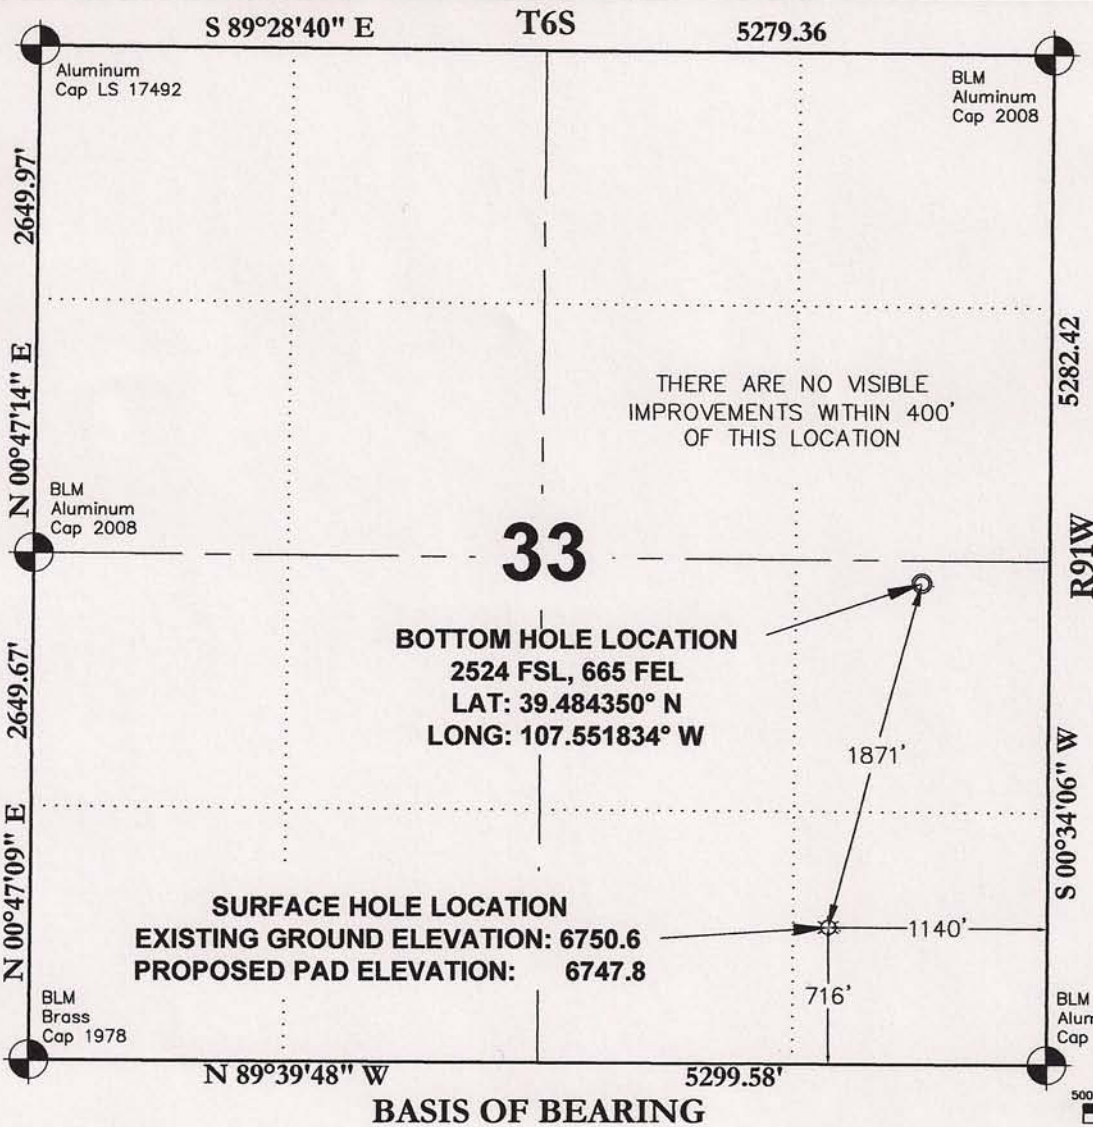 S 89°28'40" E T6S 5279.36
Aluminum
Cap LS 17492
BLM
Aluminum
Cap 2008
2649.97'
N 00°47'14" E
5282.42
THERE ARE NO VISIBLE
IMPROVEMENTS WITHIN 400'
OF THIS LOCATION
BLM
Aluminum
Cap 2008
33
R91W
BOTTOM HOLE LOCATION
2524 FSL, 665 FEL
LAT: 39.484350° N
LONG: 107.551834° W
2649.67'
N 00°47'09" E
1871'
S 00°34'06" W
SURFACE HOLE LOCATION
EXISTING GROUND ELEVATION: 6750.6
PROPOSED PAD ELEVATION: 6747.8
1140'
716'
BLM
Brass
Cap 1978
BLM
Alum
Cap
N 89°39'48" W 5299.58'
BASIS OF BEARING
500